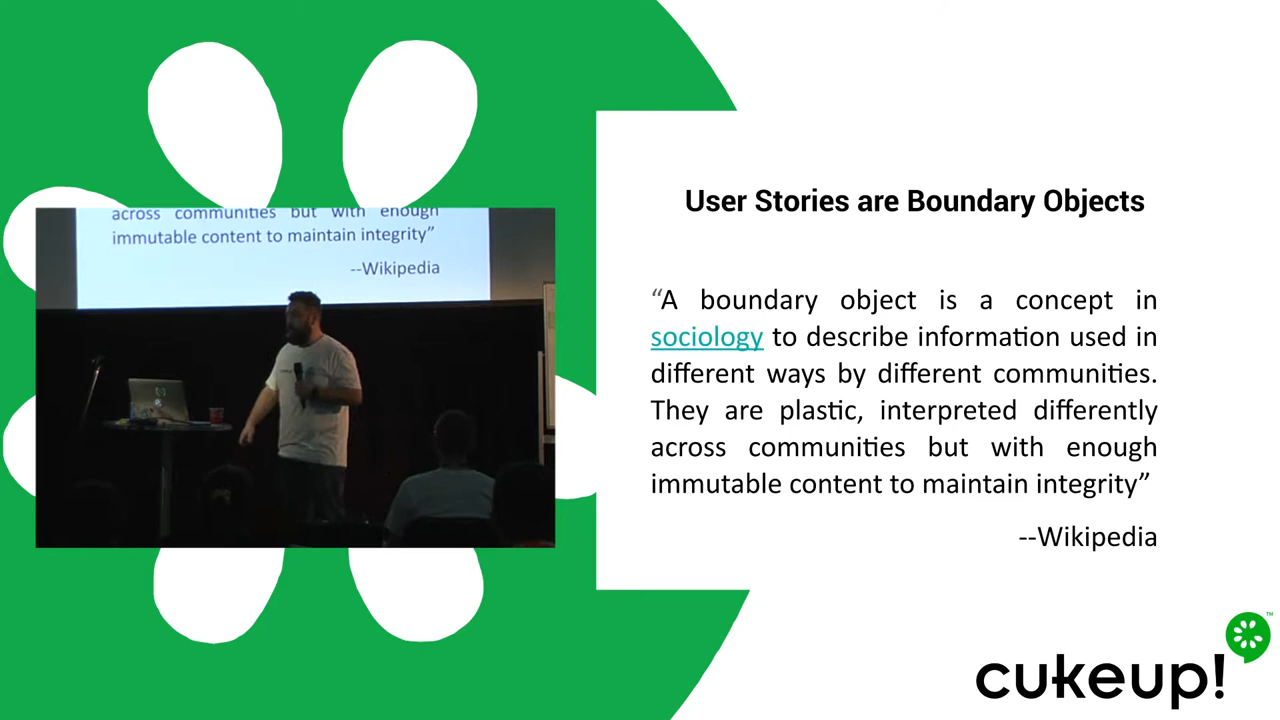 across communities but with enough
immutable content to maintain integrity”
--Wikipedia
User Stories are Boundary Objects
“A boundary object is a concept in
sociology to describe information used in
different ways by different communities.
They are plastic, interpreted differently
across communities but with enough
immutable content to maintain integrity”
--Wikipedia
cukeup!
TM